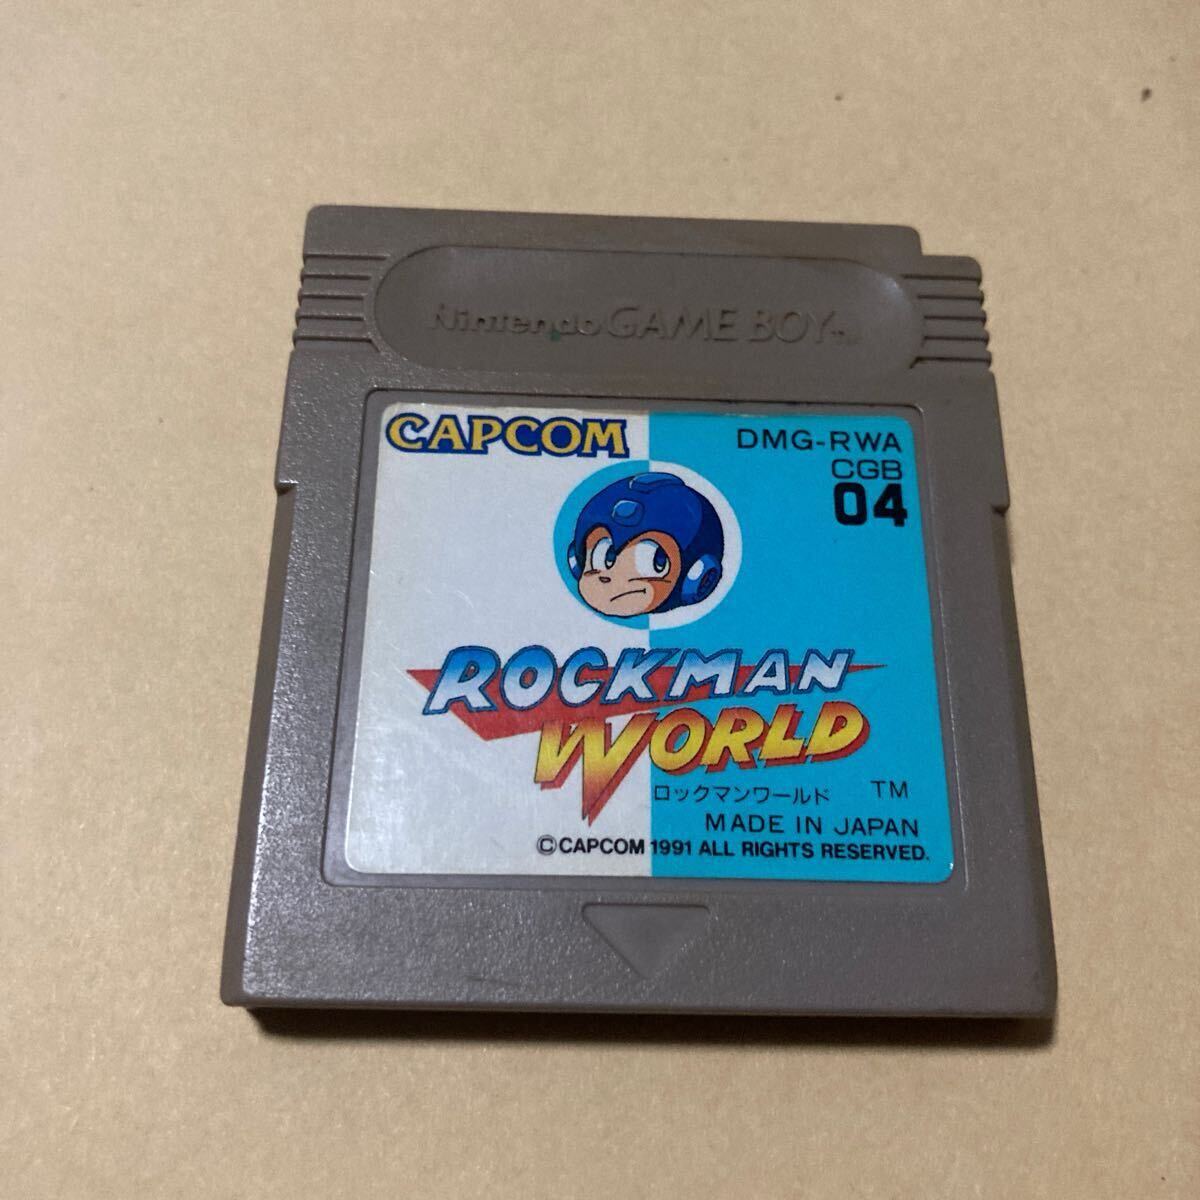 Nintendo GAME BOY TM
CAPCOM
DMG-RWA
CGB
04
ROCKMAN
WORLD
ロックマンワールド TM
MADE IN JAPAN
©CAPCOM 1991 ALL RIGHTS RESERVED.